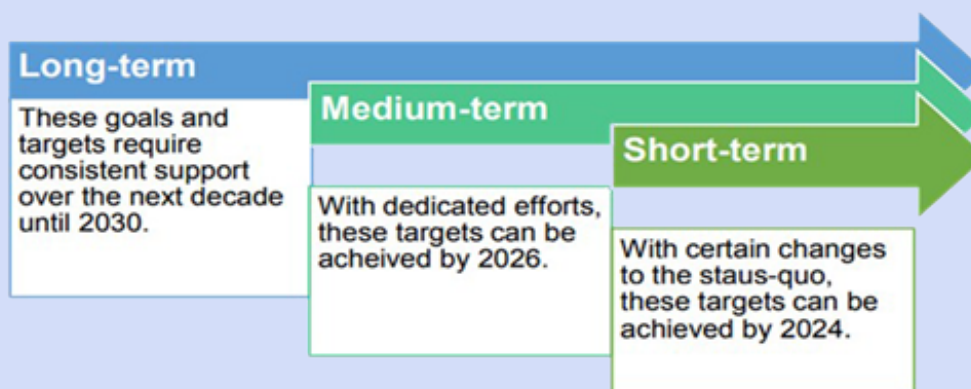 Long-term
These goals and
targets require
consistent support
over the next decade
until 2030.
Medium-term
With dedicated efforts,
these targets can be
acheived by 2026.
Short-term
With certain changes
to the staus-quo,
these targets can be
achieved by 2024.